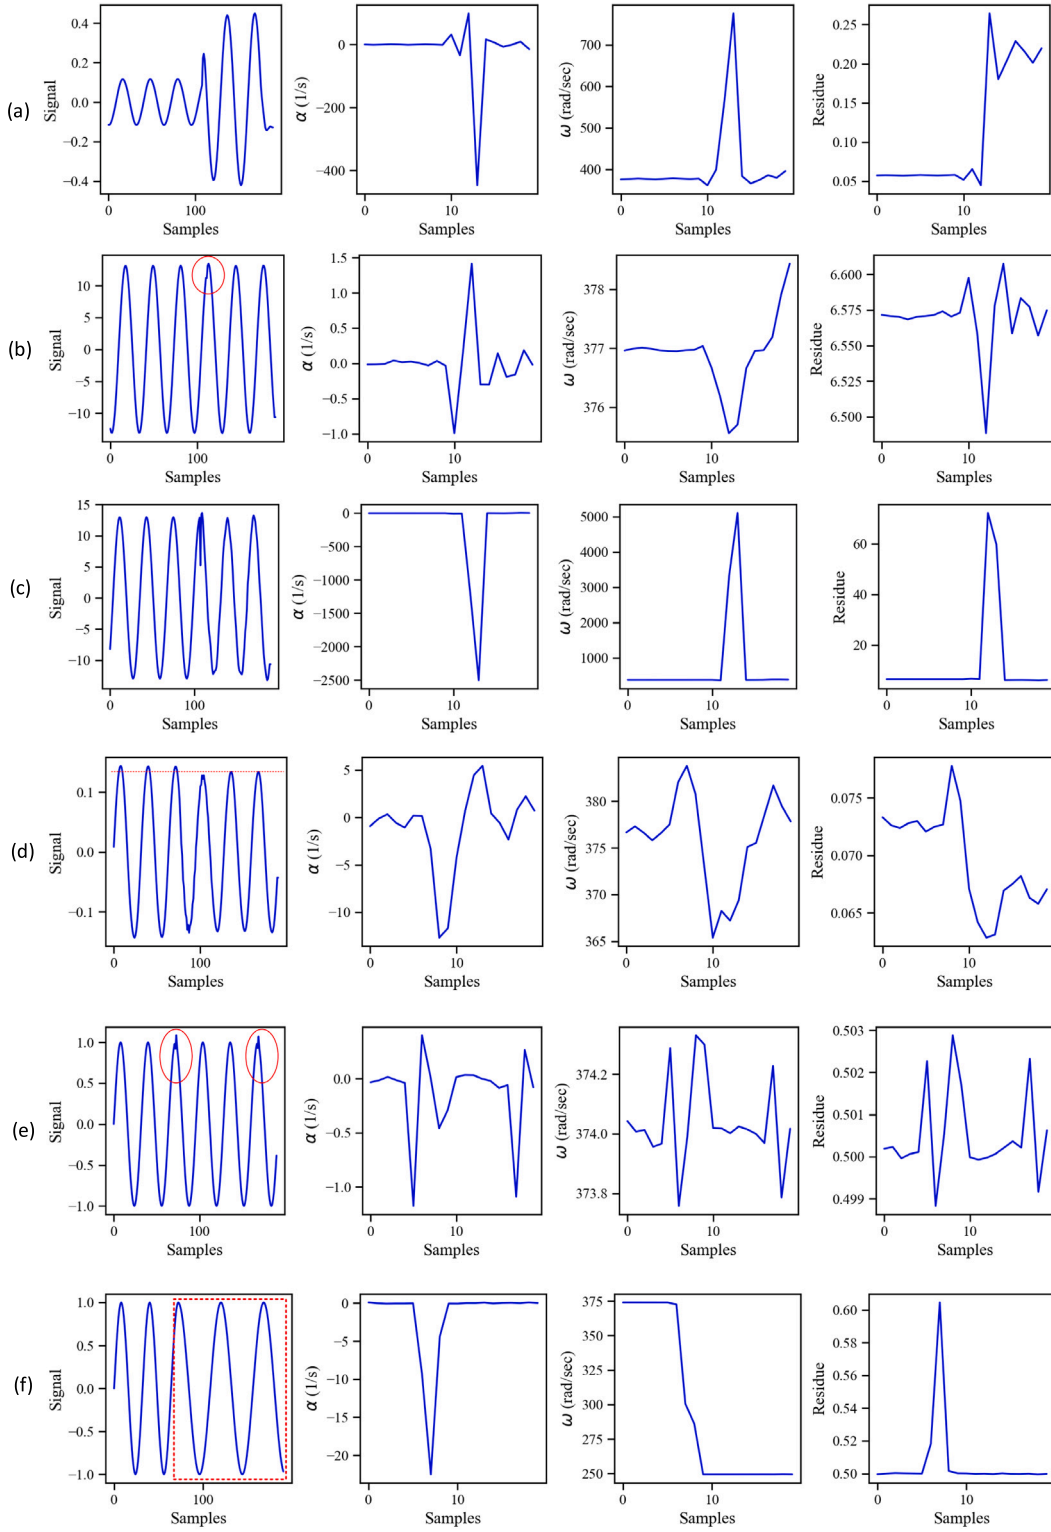 (a)
Signal
0.4
0.2
0.0
−0.2
−0.4
0
100
Samples
α (1/s)
0
−200
−400
10
Samples
ω (rad/sec)
700
600
500
400
0
10
Samples
Residue
0.25
0.20
0.15
0.10
0.05
0
10
Samples
(b)
Signal
10
5
0
−5
−10
0
100
Samples
α (1/s)
1.5
1.0
0.5
0.0
−0.5
−1.0
0
10
Samples
ω (rad/sec)
378
377
376
10
Samples
Residue
6.600
6.575
6.550
6.525
6.500
0
10
Samples
(c)
Signal
15
10
5
0
−5
−10
0
100
Samples
α (1/s)
0
−500
−1000
−1500
−2000
−2500
10
Samples
ω (rad/sec)
5000
4000
3000
2000
1000
0
10
Samples
Residue
60
40
20
0
10
Samples
(d)
Signal
0.1
0.0
−0.1
0
100
Samples
α (1/s)
5
0
−5
−10
0
10
Samples
ω (rad/sec)
380
375
370
365
0
10
Samples
Residue
0.075
0.070
0.065
0
10
Samples
(e)
Signal
1.0
0.5
0.0
−0.5
−1.0
0
100
Samples
α (1/s)
0.0
−0.5
−1.0
0
10
Samples
ω (rad/sec)
374.2
374.0
373.8
0
10
Samples
Residue
0.503
0.502
0.501
0.500
0.499
0
10
Samples
(f)
Signal
1.0
0.5
0.0
−0.5
−1.0
0
100
Samples
α (1/s)
0
−5
−10
−15
−20
0
10
Samples
ω (rad/sec)
375
350
325
300
275
250
0
10
Samples
Residue
0.60
0.58
0.56
0.54
0.52
0.50
0
10
Samples